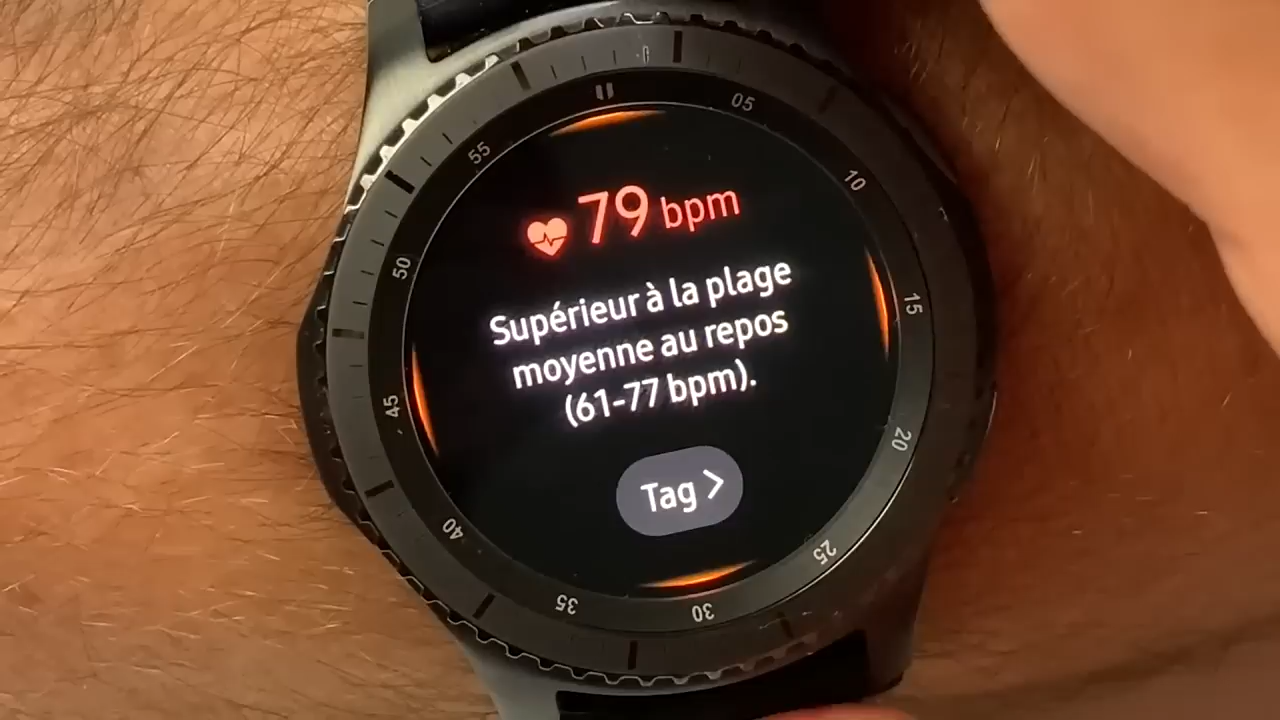 79 bpm
Supérieur à la plage
moyenne au repos
(61-77 bpm).
Tag >
05
10
15
20
25
30
35
40
45
50
55